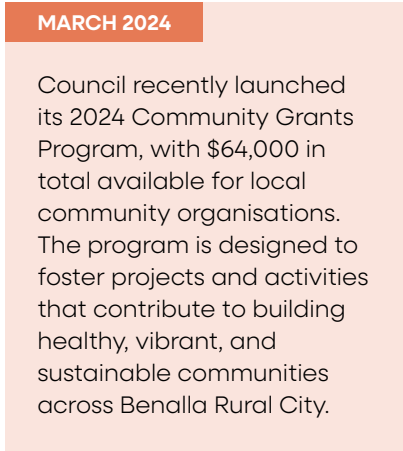 MARCH 2024
Council recently launched
its 2024 Community Grants
Program, with $64,000 in
total available for local
community organisations.
The program is designed to
foster projects and activities
that contribute to building
healthy, vibrant, and
sustainable communities
across Benalla Rural City.